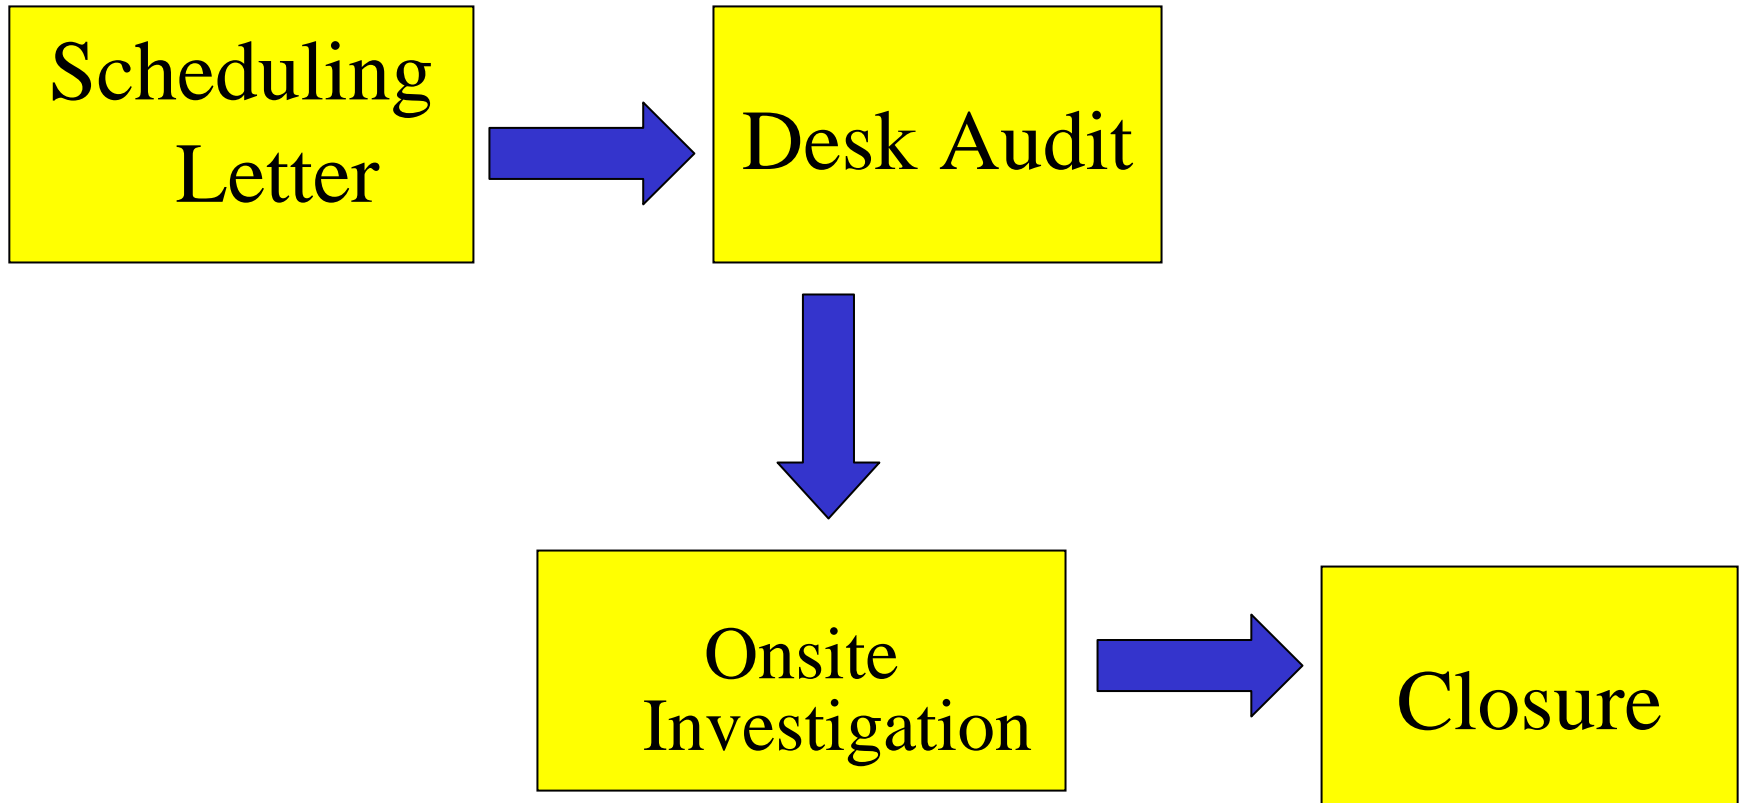 Scheduling
Letter
Desk Audit
Onsite
Investigation
Closure